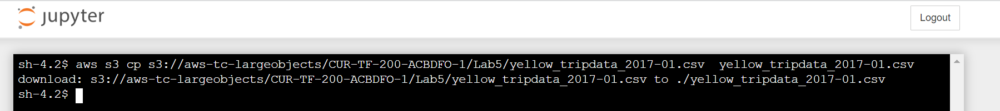 jupyter
Logout
sh-4.2$ aws s3 cp s3://aws-tc-largeobjects/CUR-TF-200-ACBDFO-1/Lab5/yellow_tripdata_2017-01.csv  yellow_tripdata_2017-01.csv
download: s3://aws-tc-largeobjects/CUR-TF-200-ACBDFO-1/Lab5/yellow_tripdata_2017-01.csv to ./yellow_tripdata_2017-01.csv
sh-4.2$